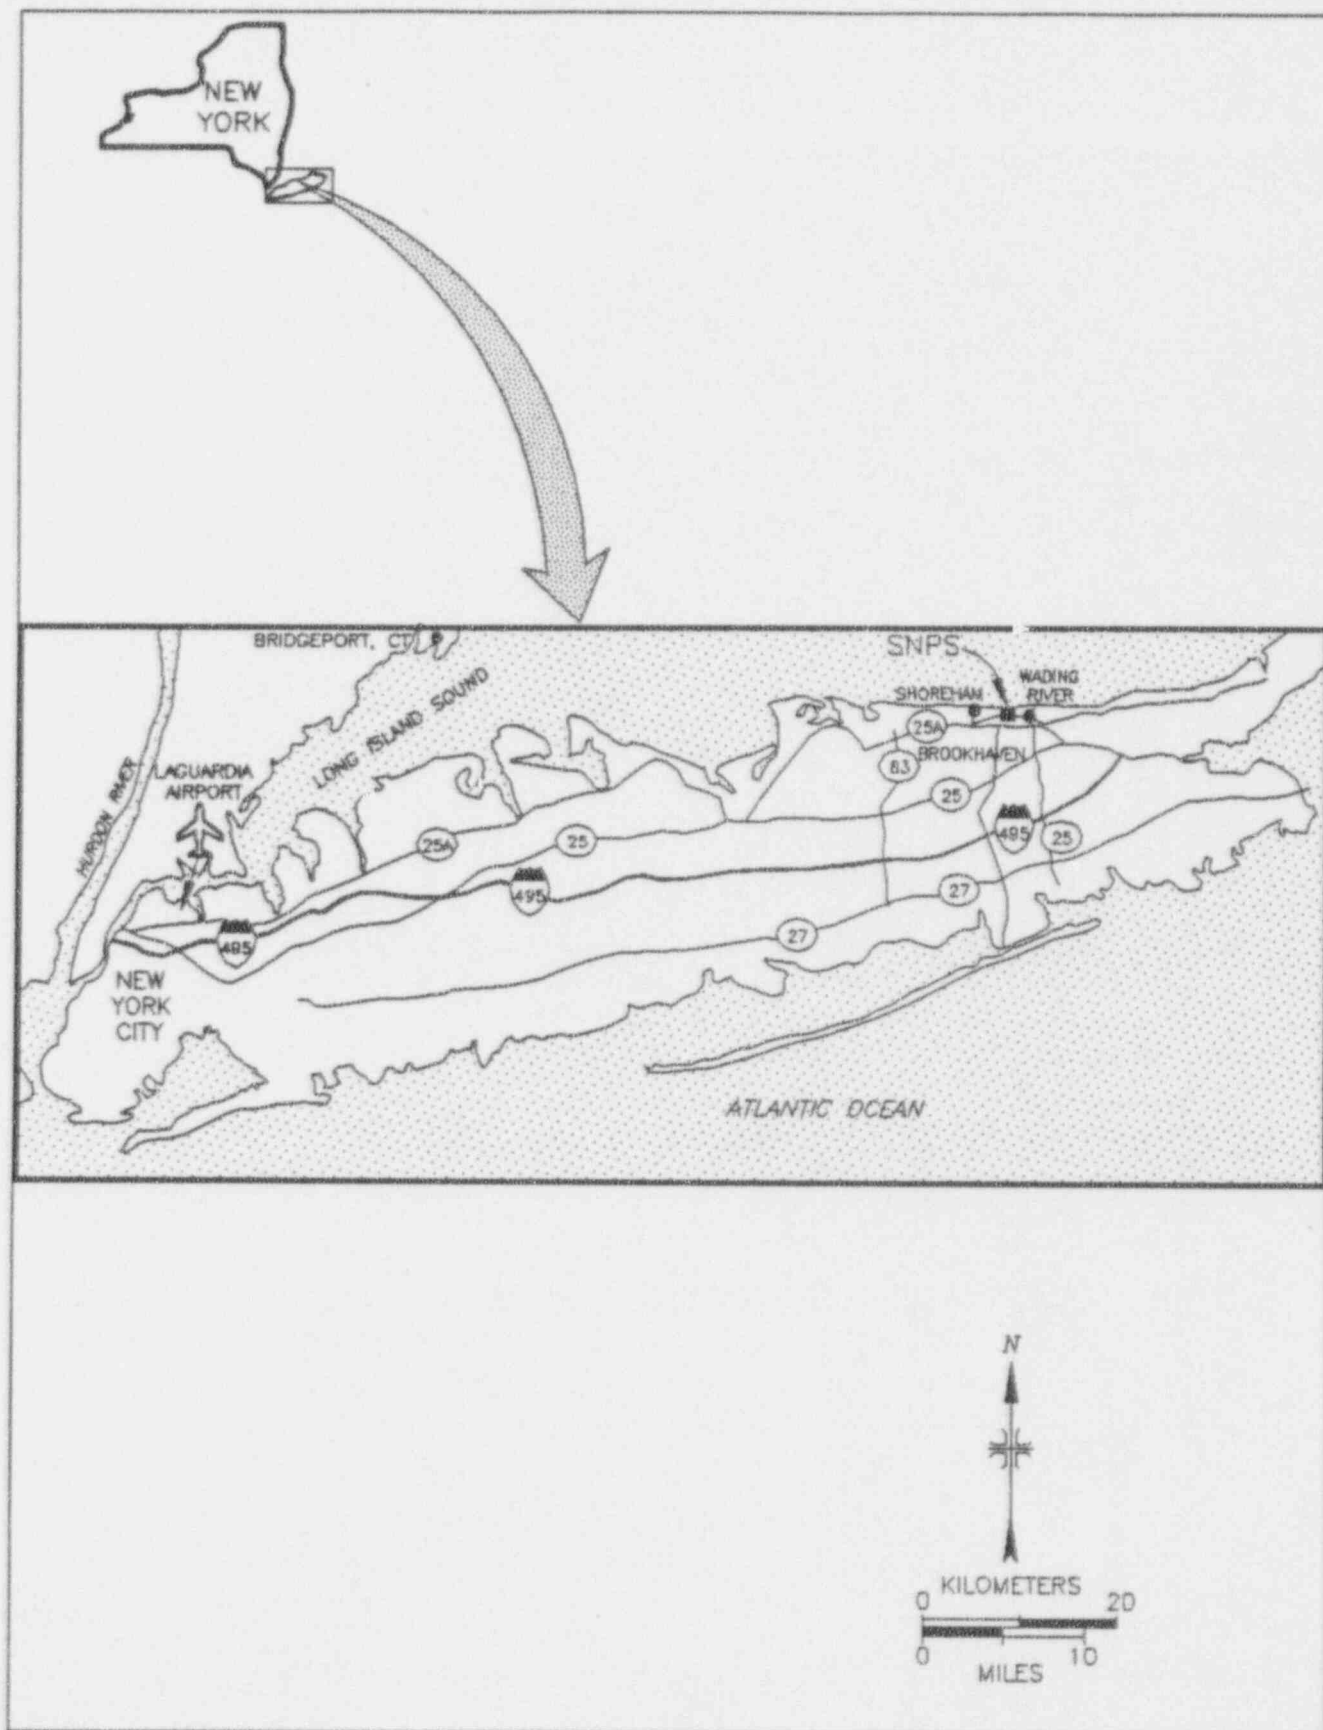 NEW
YORK
BRIDGEPORT, CT
SNPS
WADING
RIVER
SHOREHAM
LONG ISLAND SOUND
25A
BROOKHAVEN
83
LAGUARDIA
AIRPORT
HURDON RIVER
25
495
25
25A
25
495
27
27
495
NEW
YORK
CITY
ATLANTIC OCEAN
N
KILOMETERS
0 20
0 10
MILES